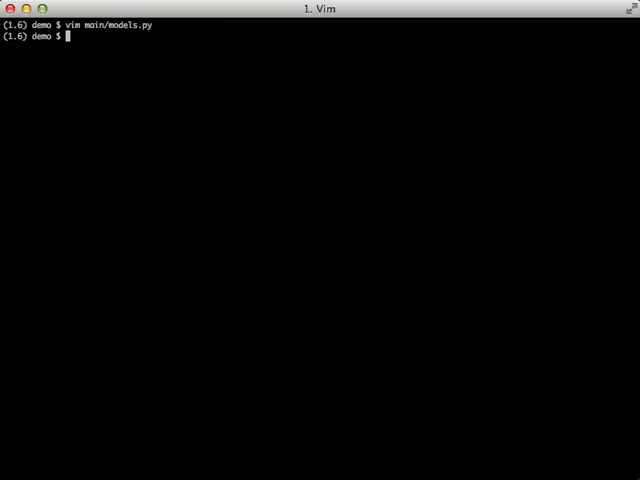 1. Vim
(1.6) demo $ vim main/models.py
(1.6) demo $